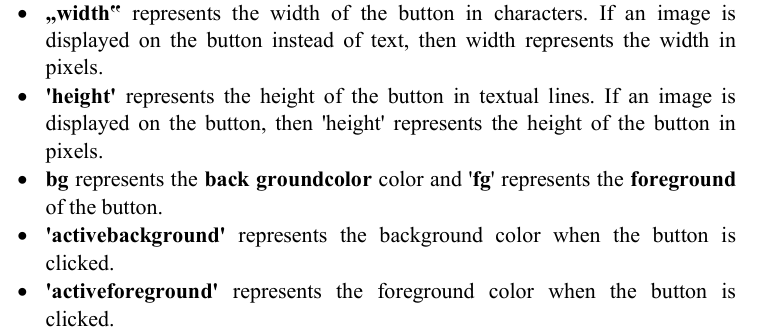 • „width‟ represents the width of the button in characters. If an image is
displayed on the button instead of text, then width represents the width in
pixels.
• 'height' represents the height of the button in textual lines. If an image is
displayed on the button, then 'height' represents the height of the button in
pixels.
• bg represents the back groundcolor color and 'fg' represents the foreground
of the button.
• 'activebackground' represents the background color when the button is
clicked.
• 'activeforeground' represents the foreground color when the button is
clicked.